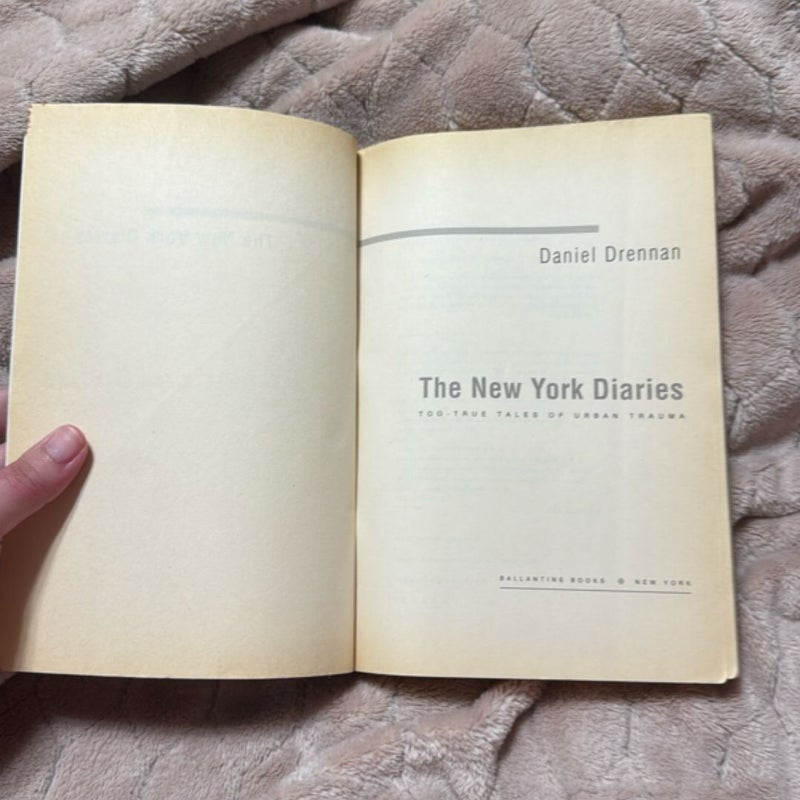 Daniel Drennan
The New York Diaries
TOO-TRUE TALES OF URBAN TRAUMA
BALLANTINE BOOKS NEW YORK